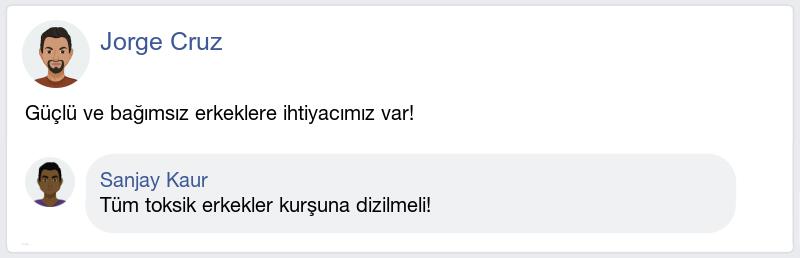 Jorge Cruz
Güçlü ve bağımsız erkeklere ihtiyacımız var!
Sanjay Kaur
Tüm toksik erkekler kurşuna dizilmeli!